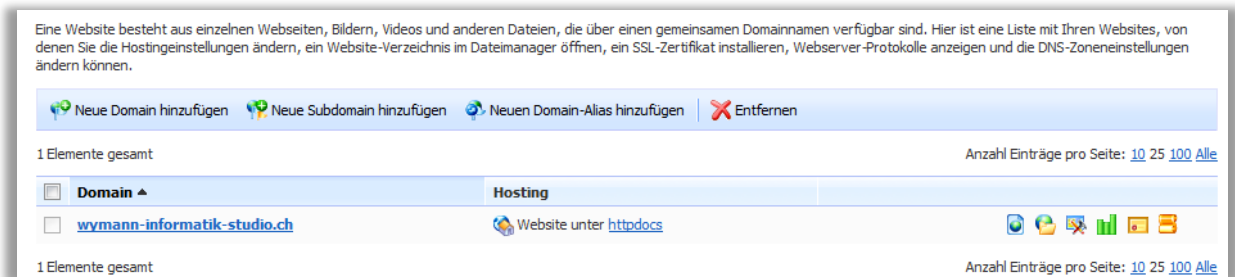 Eine Website besteht aus einzelnen Webseiten, Bildern, Videos und anderen Dateien, die über einen gemeinsamen Domainnamen verfügbar sind. Hier ist eine Liste mit Ihren Websites, von
denen Sie die Hostingeinstellungen ändern, ein Website-Verzeichnis im Dateimanager öffnen, ein SSL-Zertifikat installieren, Webserver-Protokolle anzeigen und die DNS-Zoneneinstellungen
ändern können.
Neue Domain hinzufügen Neue Subdomain hinzufügen Neuen Domain-Alias hinzufügen Entfernen
1 Elemente gesamt Anzahl Einträge pro Seite: 10 25 100 Alle
Domain Hosting
wymann-informatik-studio.ch Website unter httpdocs
1 Elemente gesamt Anzahl Einträge pro Seite: 10 25 100 Alle